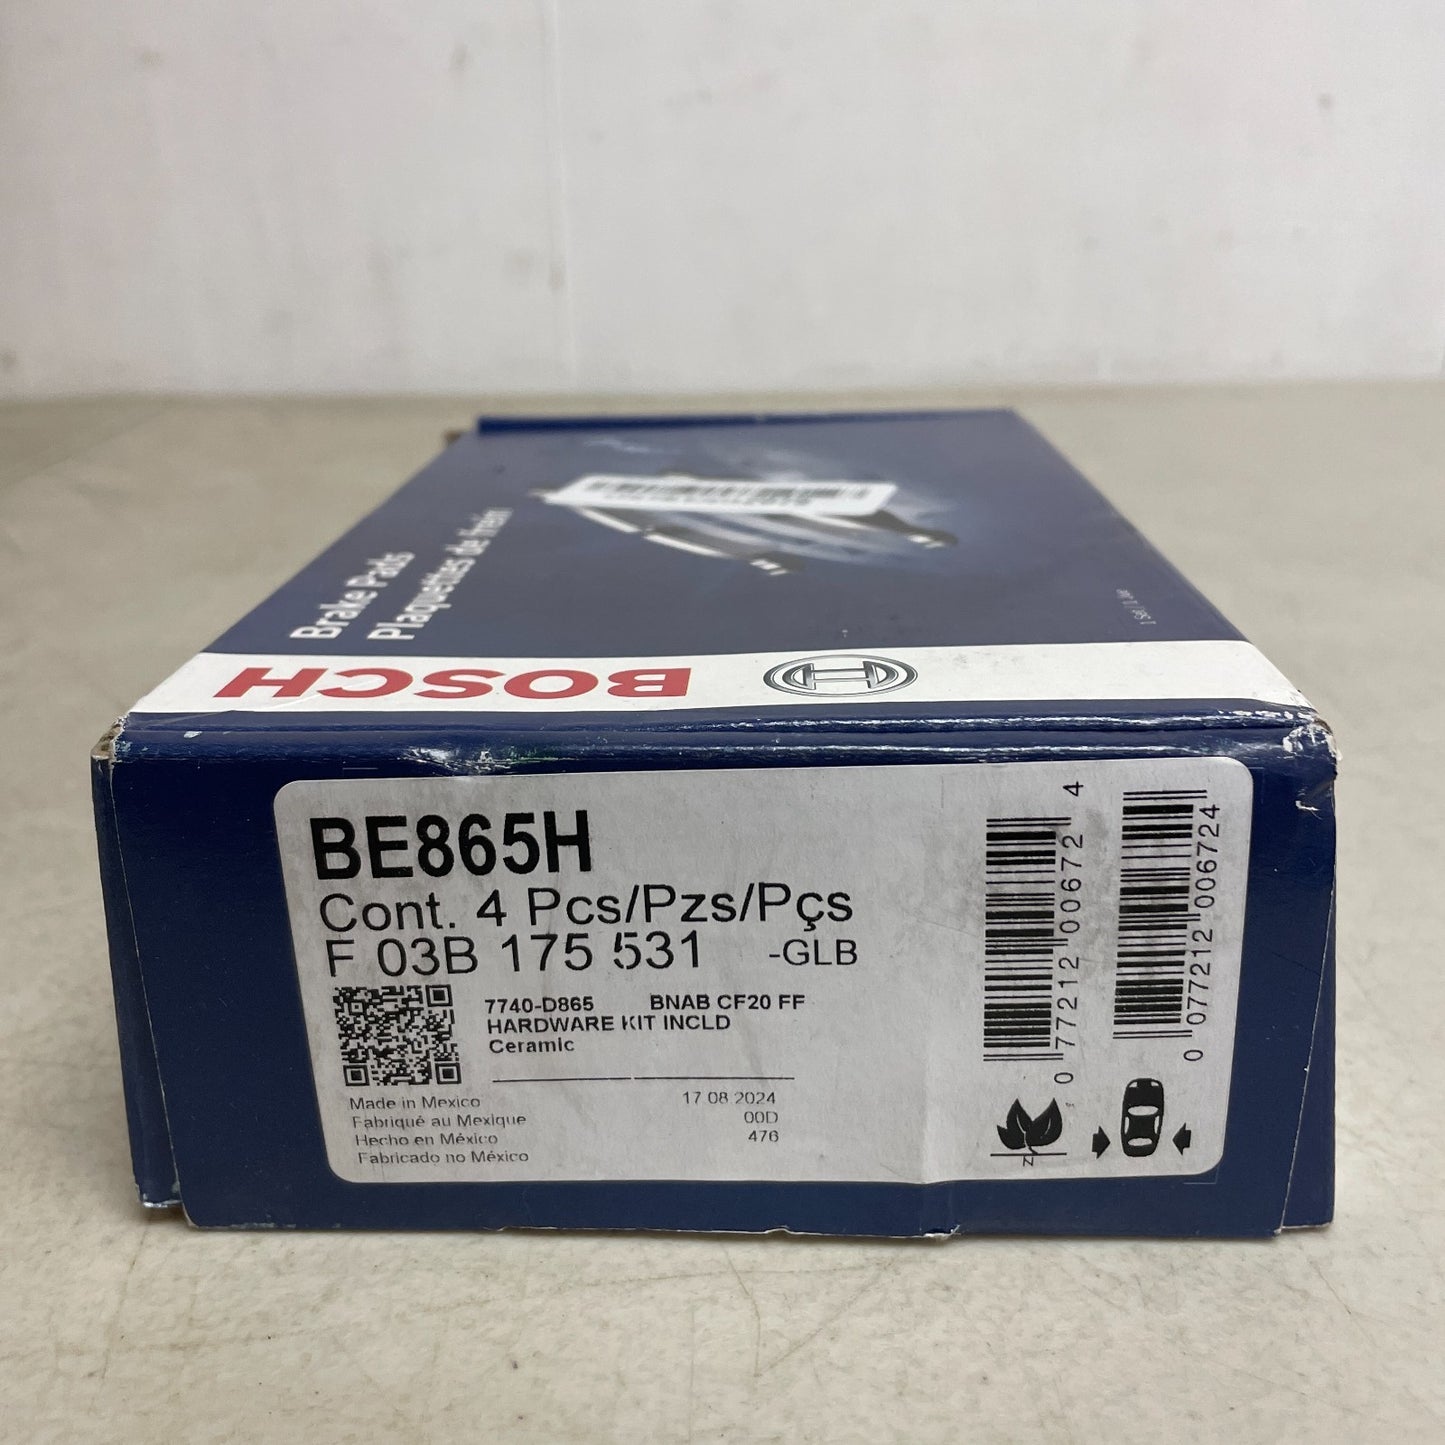 Brake Pads
Plaquettes de frein
BOSCH
BE865H
Cont. 4 Pcs/Pzs/Pçs
F 03B 175 531 -GLB
7740-D865 BNAB CF20 FF
HARDWARE KIT INCLD
Ceramic
Made in Mexico 17 08 2024
Fabriqué au Mexique 00D
Hecho en México 476
Fabricado no México
0 77212 00672 4
0 077212 006724
N